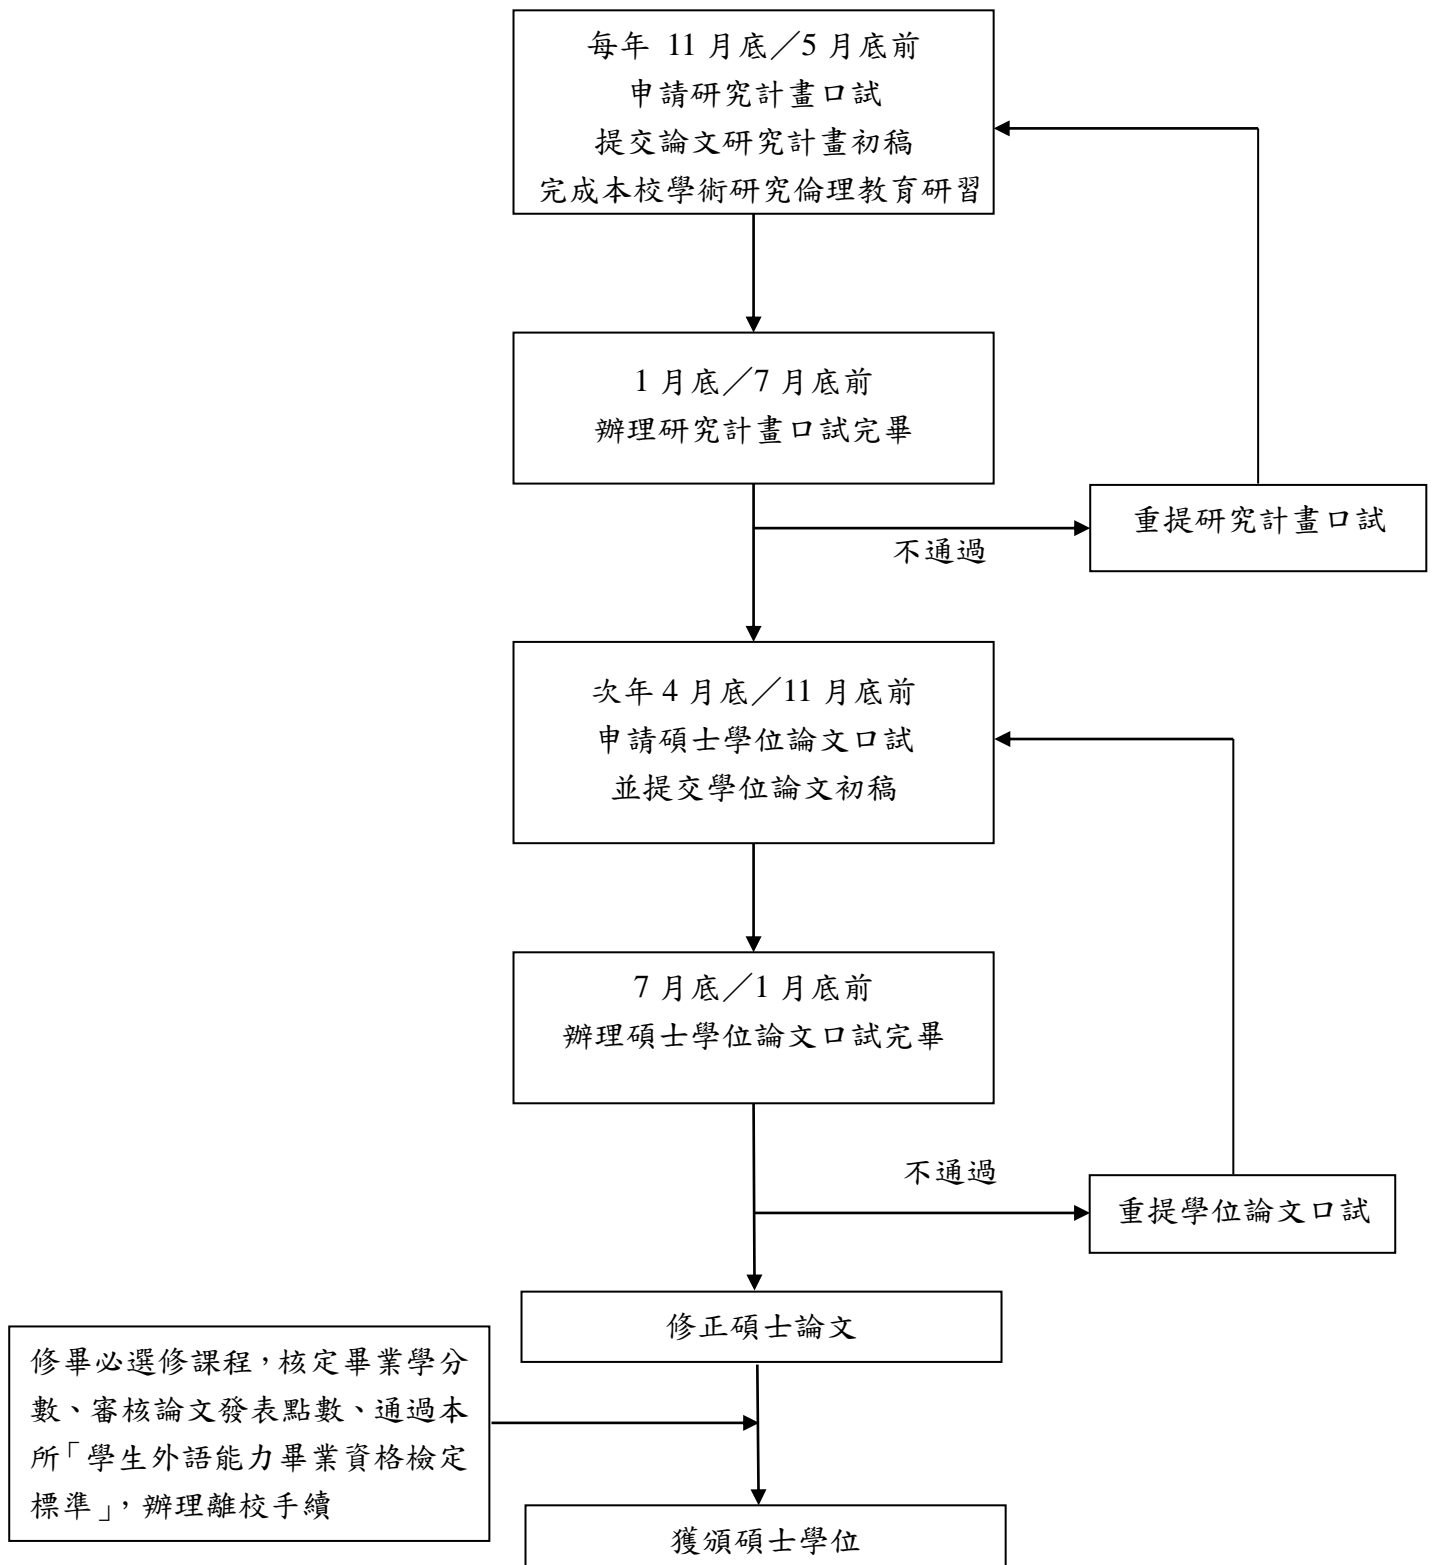 每年 11 月底／5 月底前
申請研究計畫口試
提交論文研究計畫初稿
完成本校學術研究倫理教育研習
1 月底／7 月底前
辦理研究計畫口試完畢
重提研究計畫口試
不通過
次年 4 月底／11 月底前
申請碩士學位論文口試
並提交學位論文初稿
7 月底／1 月底前
辦理碩士學位論文口試完畢
不通過
重提學位論文口試
修正碩士論文
修畢必選修課程，核定畢業學分
數、審核論文發表點數、通過本
所「學生外語能力畢業資格檢定
標準」，辦理離校手續
獲頒碩士學位